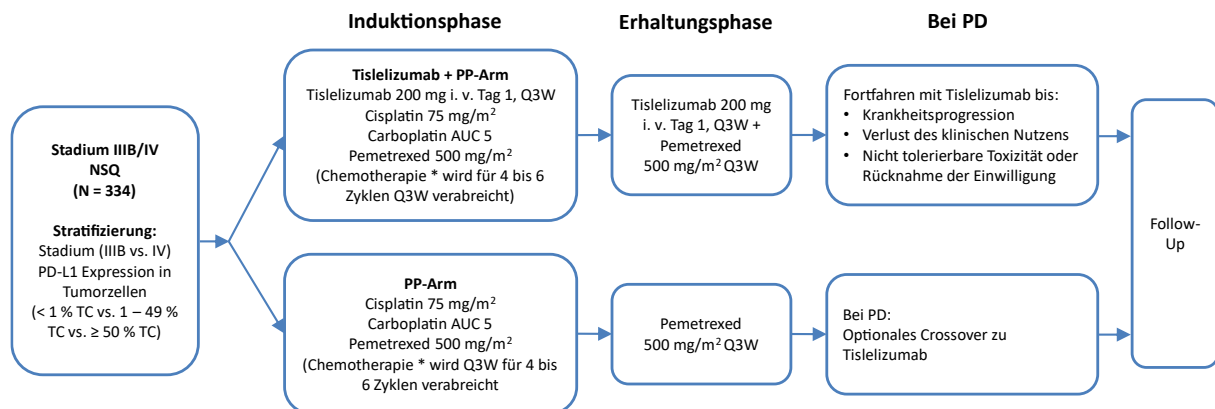 Induktionsphase
Erhaltungsphase
Bei PD
Stadium IIIB/IV
NSQ
(N = 334)
Stratifizierung:
Stadium (IIIB vs. IV)
PD-L1 Expression in
Tumorzellen
(< 1 % TC vs. 1 – 49 %
TC vs. ≥ 50 % TC)
Tislelizumab + PP-Arm
Tislelizumab 200 mg i. v. Tag 1, Q3W
Cisplatin 75 mg/m²
Carboplatin AUC 5
Pemetrexed 500 mg/m²
(Chemotherapie * wird für 4 bis 6
Zyklen Q3W verabreicht)
Tislelizumab 200 mg
i. v. Tag 1, Q3W +
Pemetrexed
500 mg/m² Q3W
Fortfahren mit Tislelizumab bis:
• Krankheitsprogression
• Verlust des klinischen Nutzens
• Nicht tolerierbare Toxizität oder
Rücknahme der Einwilligung
PP-Arm
Cisplatin 75 mg/m²
Carboplatin AUC 5
Pemetrexed 500 mg/m²
(Chemotherapie * wird Q3W für 4 bis
6 Zyklen verabreicht
Pemetrexed
500 mg/m² Q3W
Bei PD:
Optionales Crossover zu
Tislelizumab
Follow-
Up